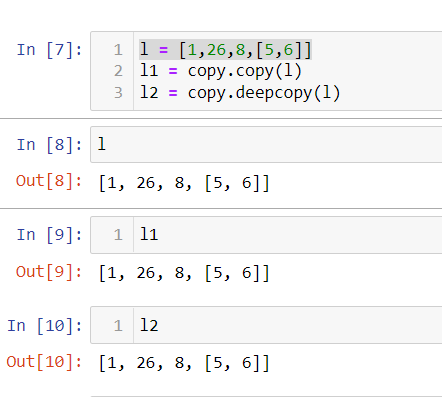 In [7]: 1 l = [1,26,8,[5,6]]
2 l1 = copy.copy(l)
3 l2 = copy.deepcopy(l)
In [8]: l
Out[8]: [1, 26, 8, [5, 6]]
In [9]: 1 l1
Out[9]: [1, 26, 8, [5, 6]]
In [10]: 1 l2
Out[10]: [1, 26, 8, [5, 6]]